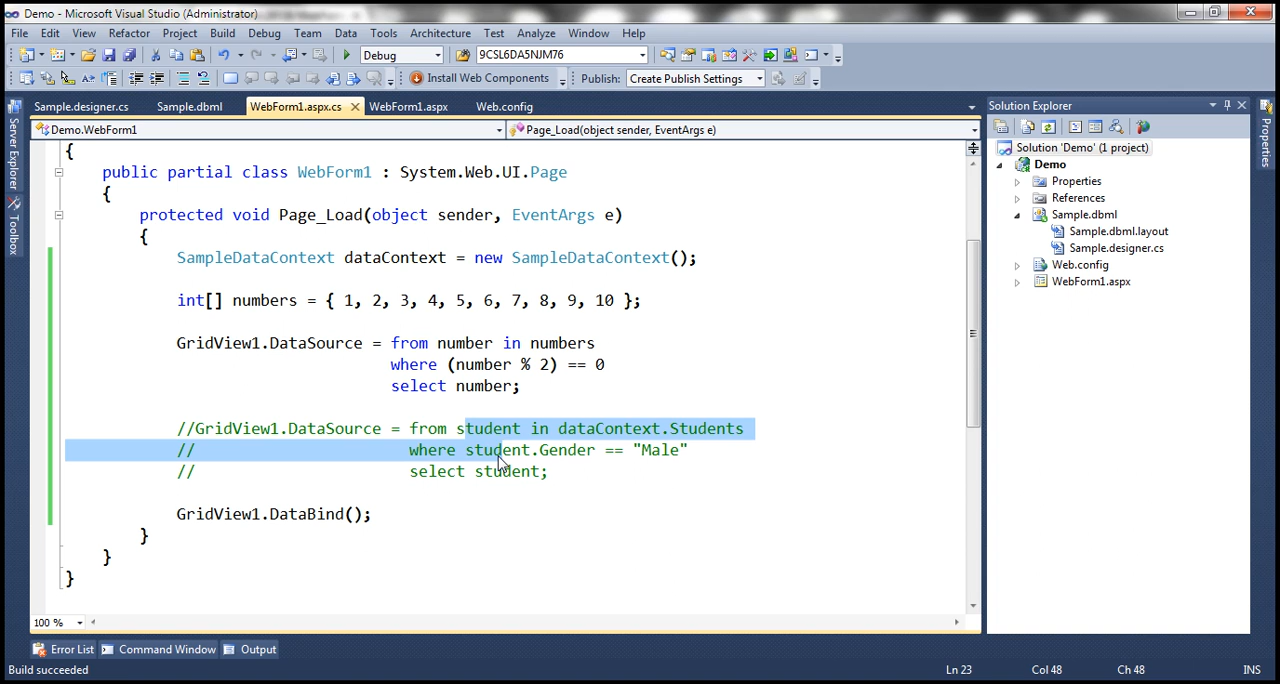 Demo - Microsoft Visual Studio (Administrator)
File Edit View Refactor Project Build Debug Team Data Tools Architecture Test Analyze Window Help
Debug 9CSL6DA5NJM76
Install Web Components Publish: Create Publish Settings
Sample.designer.cs Sample.dbml WebForm1.aspx.cs WebForm1.aspx Web.config
Demo.WebForm1 Page_Load(object sender, EventArgs e)
{
public partial class WebForm1 : System.Web.UI.Page
{
protected void Page_Load(object sender, EventArgs e)
{
SampleDataContext dataContext = new SampleDataContext();
int[] numbers = { 1, 2, 3, 4, 5, 6, 7, 8, 9, 10 };
GridView1.DataSource = from number in numbers
where (number % 2) == 0
select number;
//GridView1.DataSource = from student in dataContext.Students
// where student.Gender == "Male"
// select student;
GridView1.DataBind();
}
}
}
100 %
Server Explorer
Toolbox
Solution Explorer
Solution 'Demo' (1 project)
Demo
Properties
References
Sample.dbml
Sample.dbml.layout
Sample.designer.cs
Web.config
WebForm1.aspx
Properties
Error List Command Window Output
Build succeeded Ln 23 Col 48 Ch 48 INS